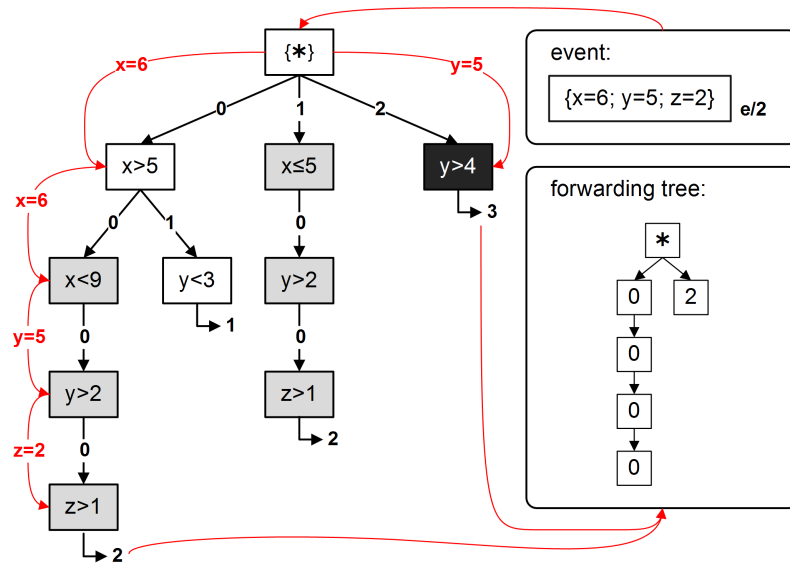 {*}
event:
x=6
y=5
{x=6; y=5; z=2}
e/2
0
1
2
x>5
x≤5
y>4
forwarding tree:
x=6
3
0
1
0
*
x<9
y<3
y>2
0
2
y=5
0
1
0
0
y>2
z>1
0
z=2
0
2
0
z>1
2